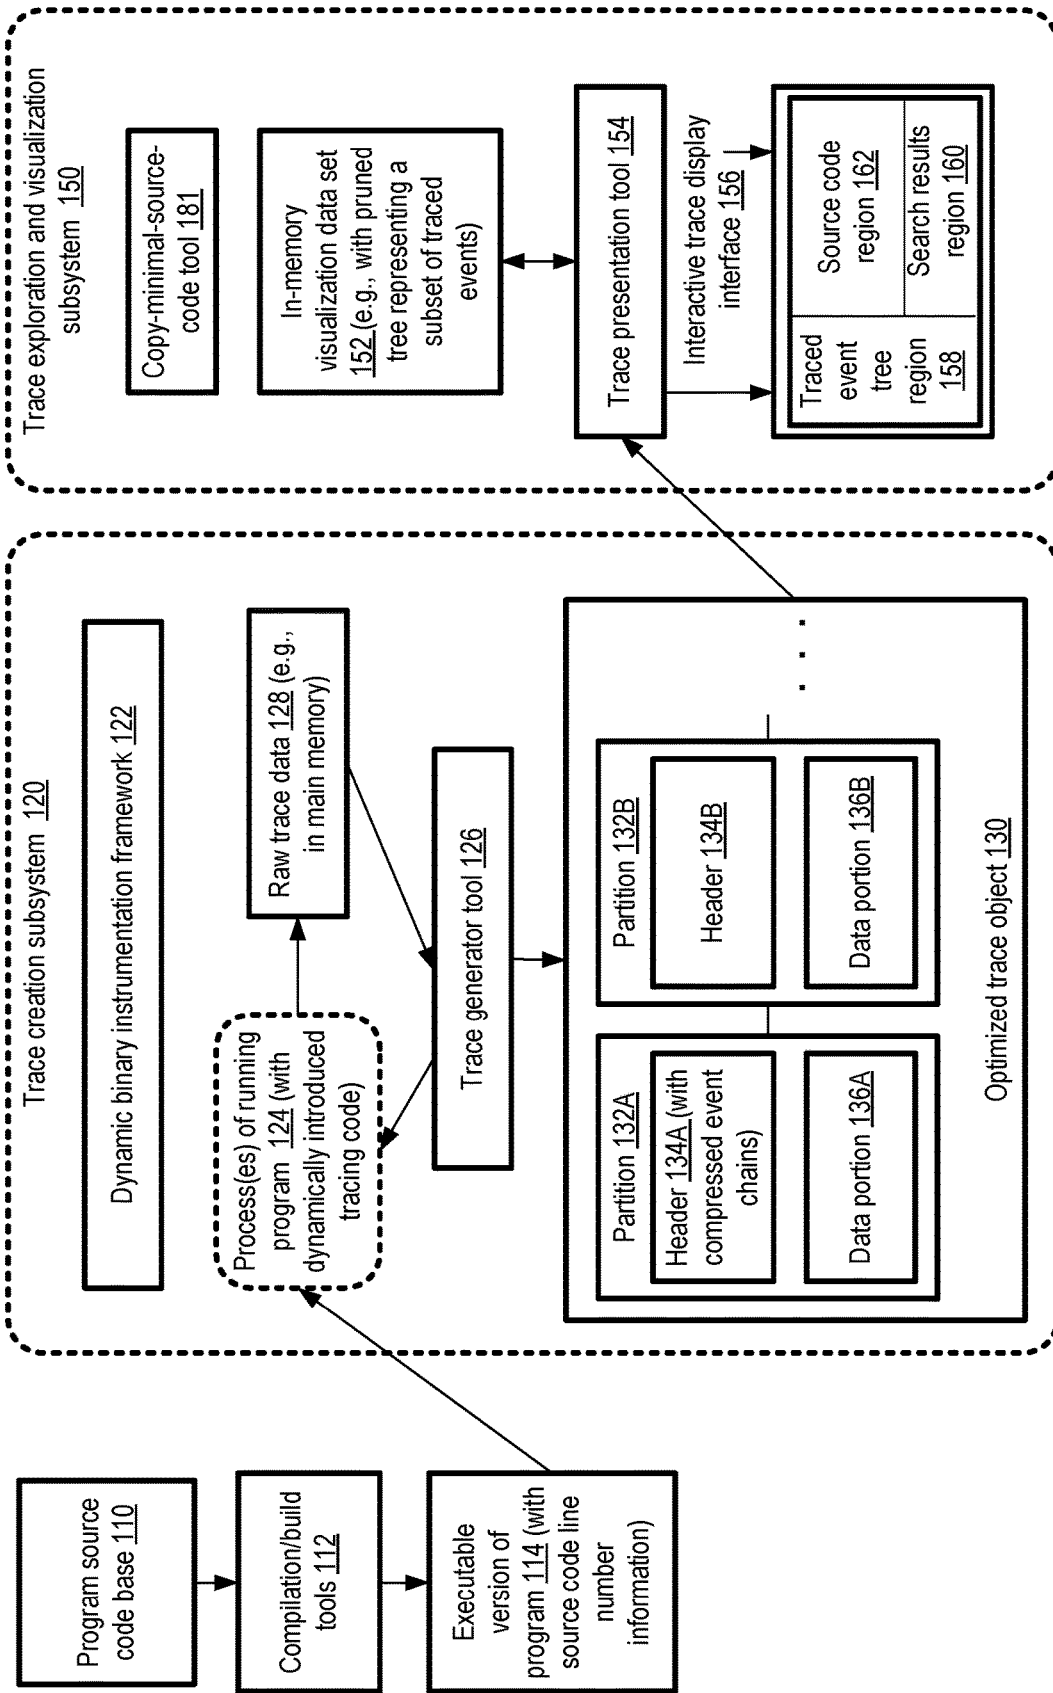 Program source
code base 110
Compilation/build
tools 112
Executable
version of
program 114 (with
source code line
number
information)
Trace creation subsystem 120
Dynamic binary instrumentation framework 122
Process(es) of running
program 124 (with
dynamically introduced
tracing code)
Raw trace data 128 (e.g.,
in main memory)
Trace generator tool 126
Partition 132A
Header 134A (with
compressed event
chains)
Data portion 136A
Partition 132B
Header 134B
Data portion 136B
. . .
Optimized trace object 130
Trace exploration and visualization
subsystem 150
Copy-minimal-source-
code tool 181
In-memory
visualization data set
152 (e.g., with pruned
tree representing a
subset of traced
events)
Trace presentation tool 154
Interactive trace display
interface 156
Traced
event
tree
region
158
Source code
region 162
Search results
region 160